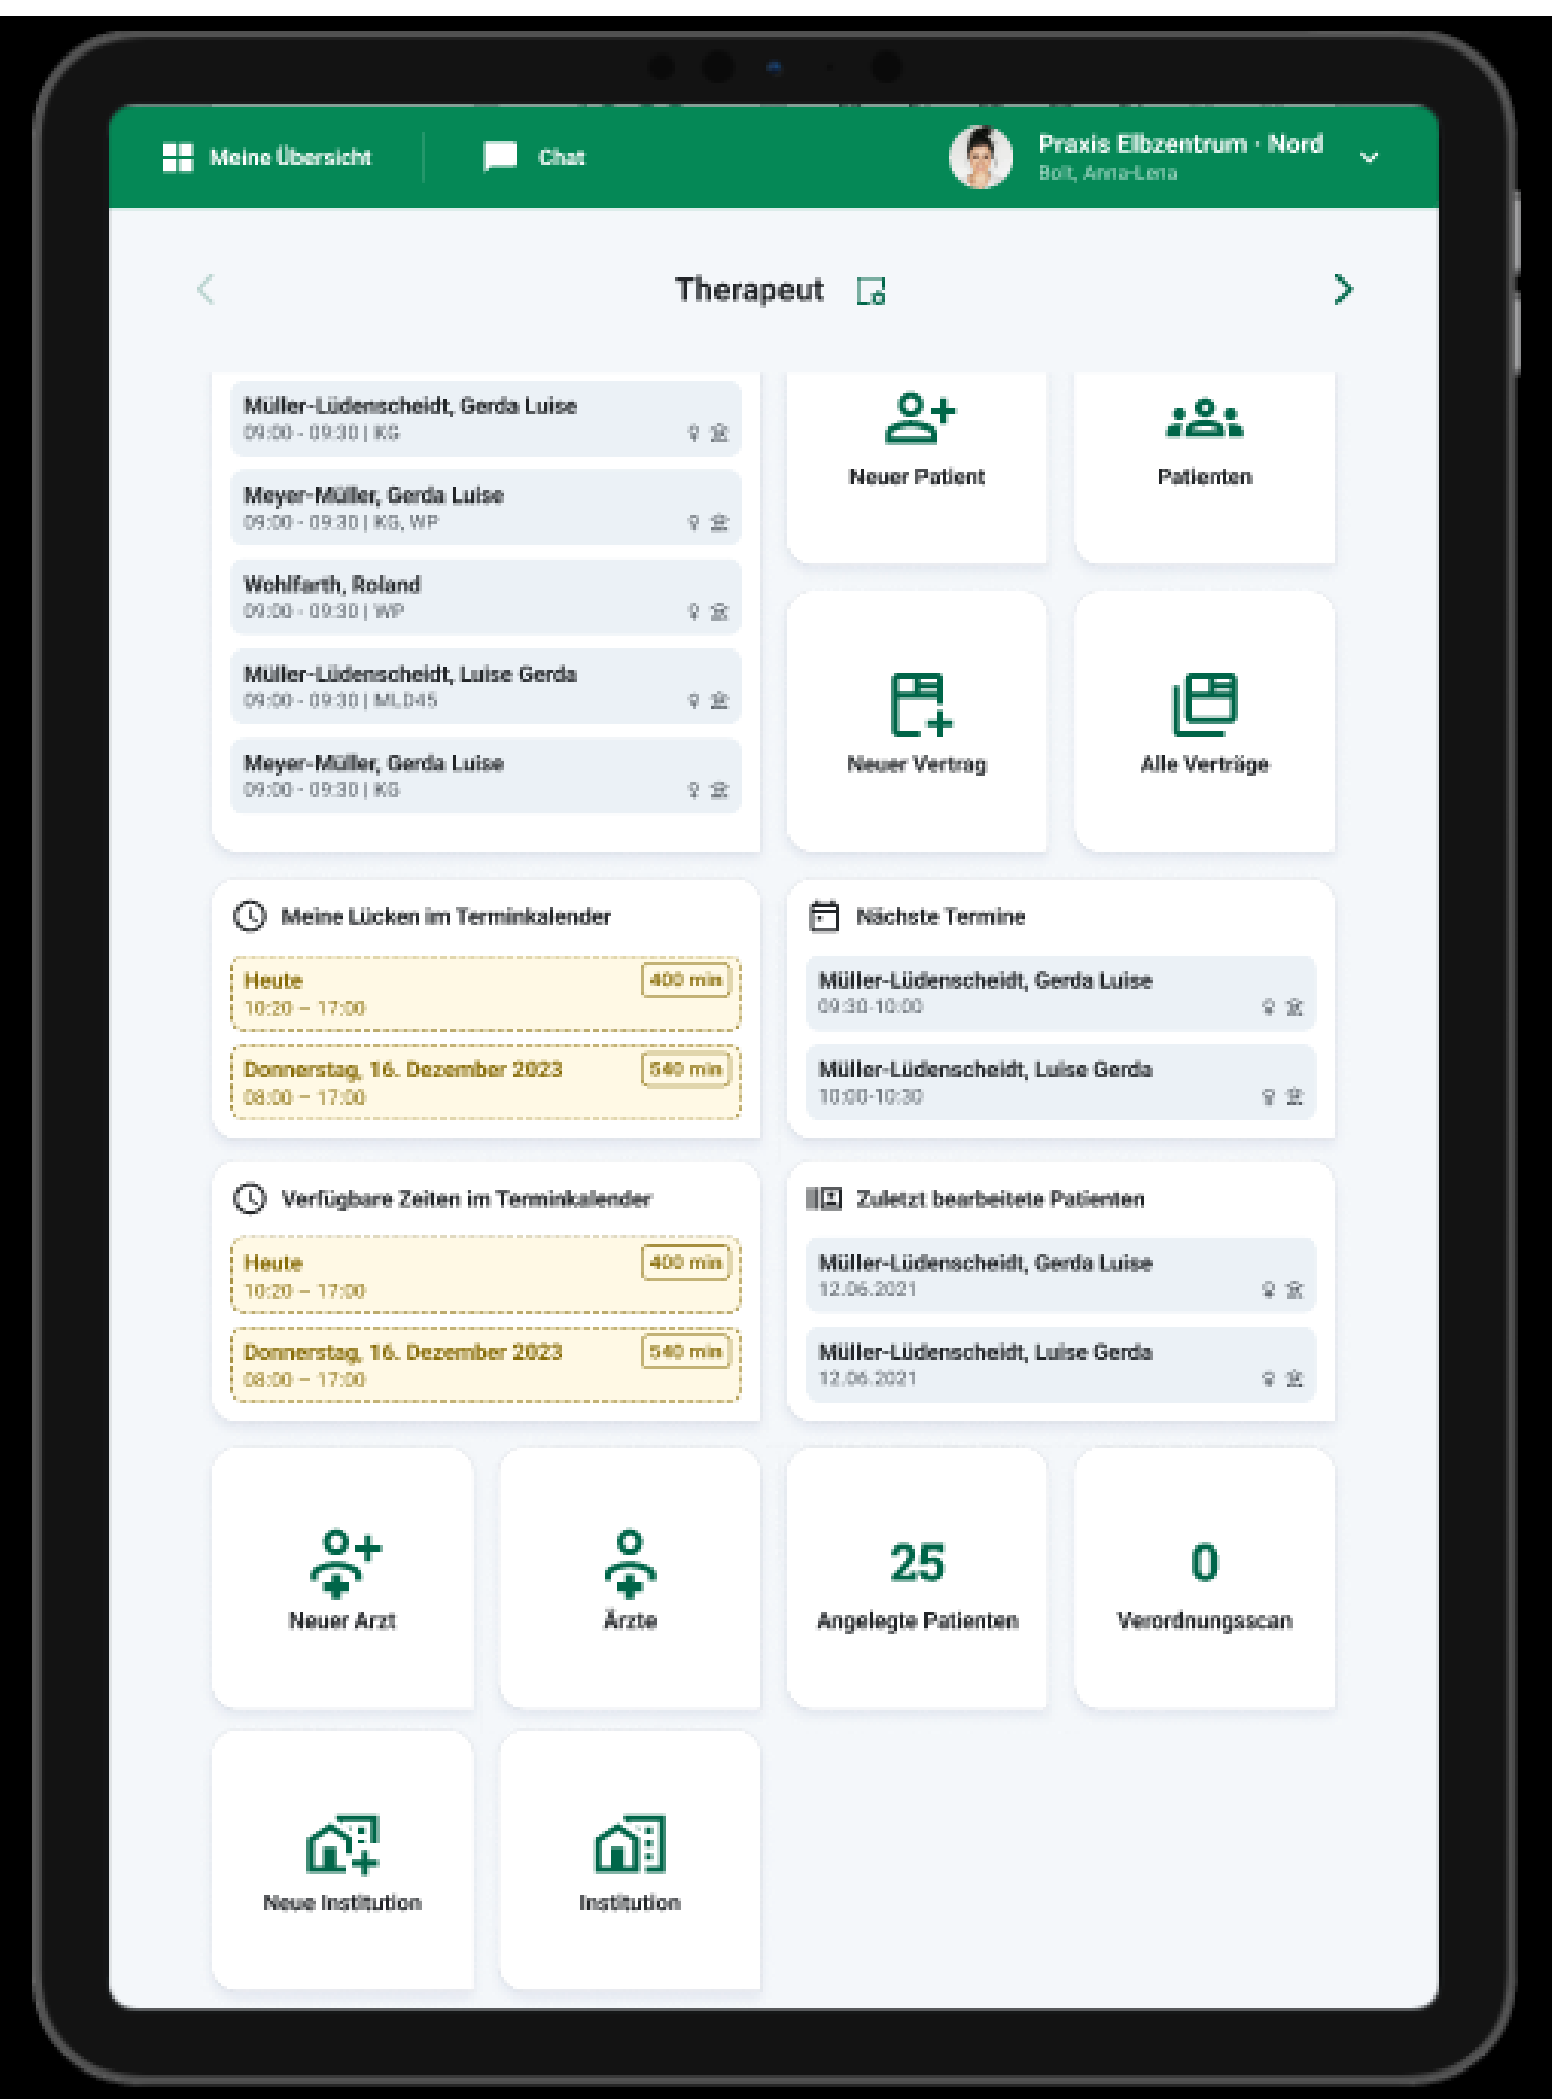 Meine Übersicht
Chat
Praxis Elbzentrum · Nord
Bolt, Anna-Lena
Therapeut
Müller-Lüdenscheidt, Gerda Luise
09:00 - 09:30 | KG
Meyer-Müller, Gerda Luise
09:00 - 09:30 | KG, WP
Wohlfarth, Roland
09:00 - 09:30 | WP
Müller-Lüdenscheidt, Luise Gerda
09:00 - 09:30 | MLD45
Meyer-Müller, Gerda Luise
09:00 - 09:30 | KG
Neuer Patient
Patienten
Neuer Vertrag
Alle Verträge
Meine Lücken im Terminkalender
Heute
400 min
10:20 – 17:00
Donnerstag, 16. Dezember 2023
540 min
08:00 – 17:00
Nächste Termine
Müller-Lüdenscheidt, Gerda Luise
09:30-10:00
Müller-Lüdenscheidt, Luise Gerda
10:00-10:30
Verfügbare Zeiten im Terminkalender
Heute
400 min
10:20 – 17:00
Donnerstag, 16. Dezember 2023
540 min
08:00 – 17:00
Zuletzt bearbeitete Patienten
Müller-Lüdenscheidt, Gerda Luise
12.06.2021
Müller-Lüdenscheidt, Luise Gerda
12.06.2021
Neuer Arzt
Ärzte
25
Angelegte Patienten
0
Verordnungsscan
Neue Institution
Institution